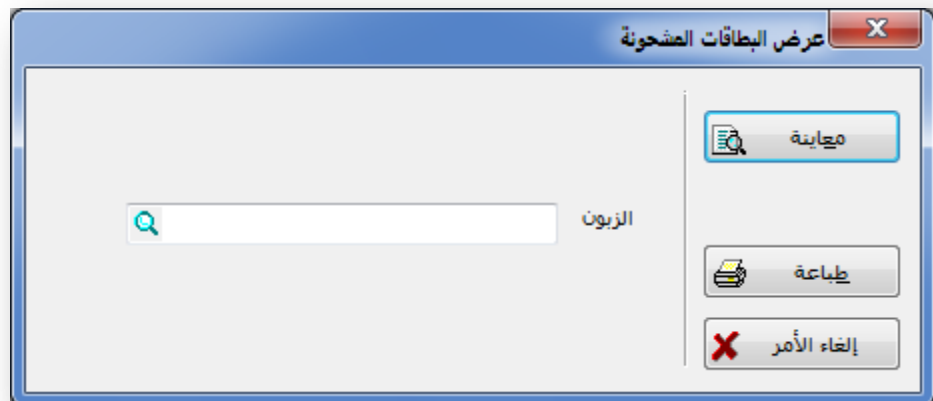 عرض البطاقات المشحونة
معاينة
الزبون
طباعة
إلغاء الأمر